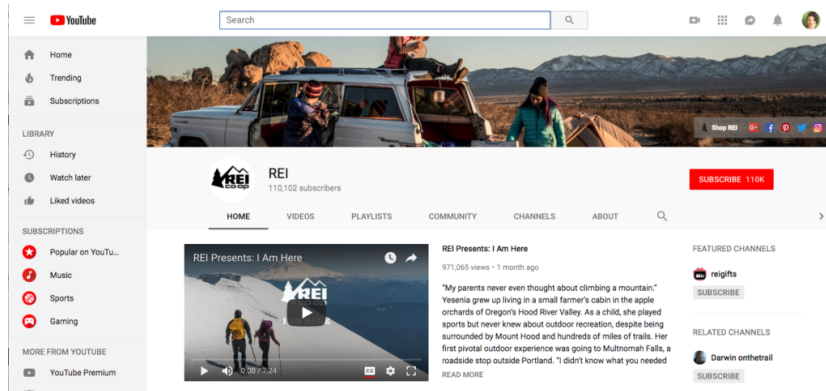 YouTube
Search
Home
Trending
Subscriptions
LIBRARY
History
Watch later
Liked videos
SUBSCRIPTIONS
Popular on YouTu...
Music
Sports
Gaming
MORE FROM YOUTUBE
YouTube Premium
Shop REI
REI
co·op
REI
110,102 subscribers
SUBSCRIBE 110K
HOME VIDEOS PLAYLISTS COMMUNITY CHANNELS ABOUT
REI Presents: I Am Here
REI
0:00 / 7:24
CC
REI Presents: I Am Here
971,065 views • 1 month ago
"My parents never even thought about climbing a mountain."
Yesenia grew up living in a small farmer's cabin in the apple
orchards of Oregon's Hood River Valley. As a child, she played
sports but never knew about outdoor recreation, despite being
surrounded by Mount Hood and hundreds of miles of trails. Her
first pivotal outdoor experience was going to Multnomah Falls, a
roadside stop outside Portland. "I didn't know what you needed
READ MORE
FEATURED CHANNELS
reigifts
SUBSCRIBE
RELATED CHANNELS
Darwin onthetrail
SUBSCRIBE